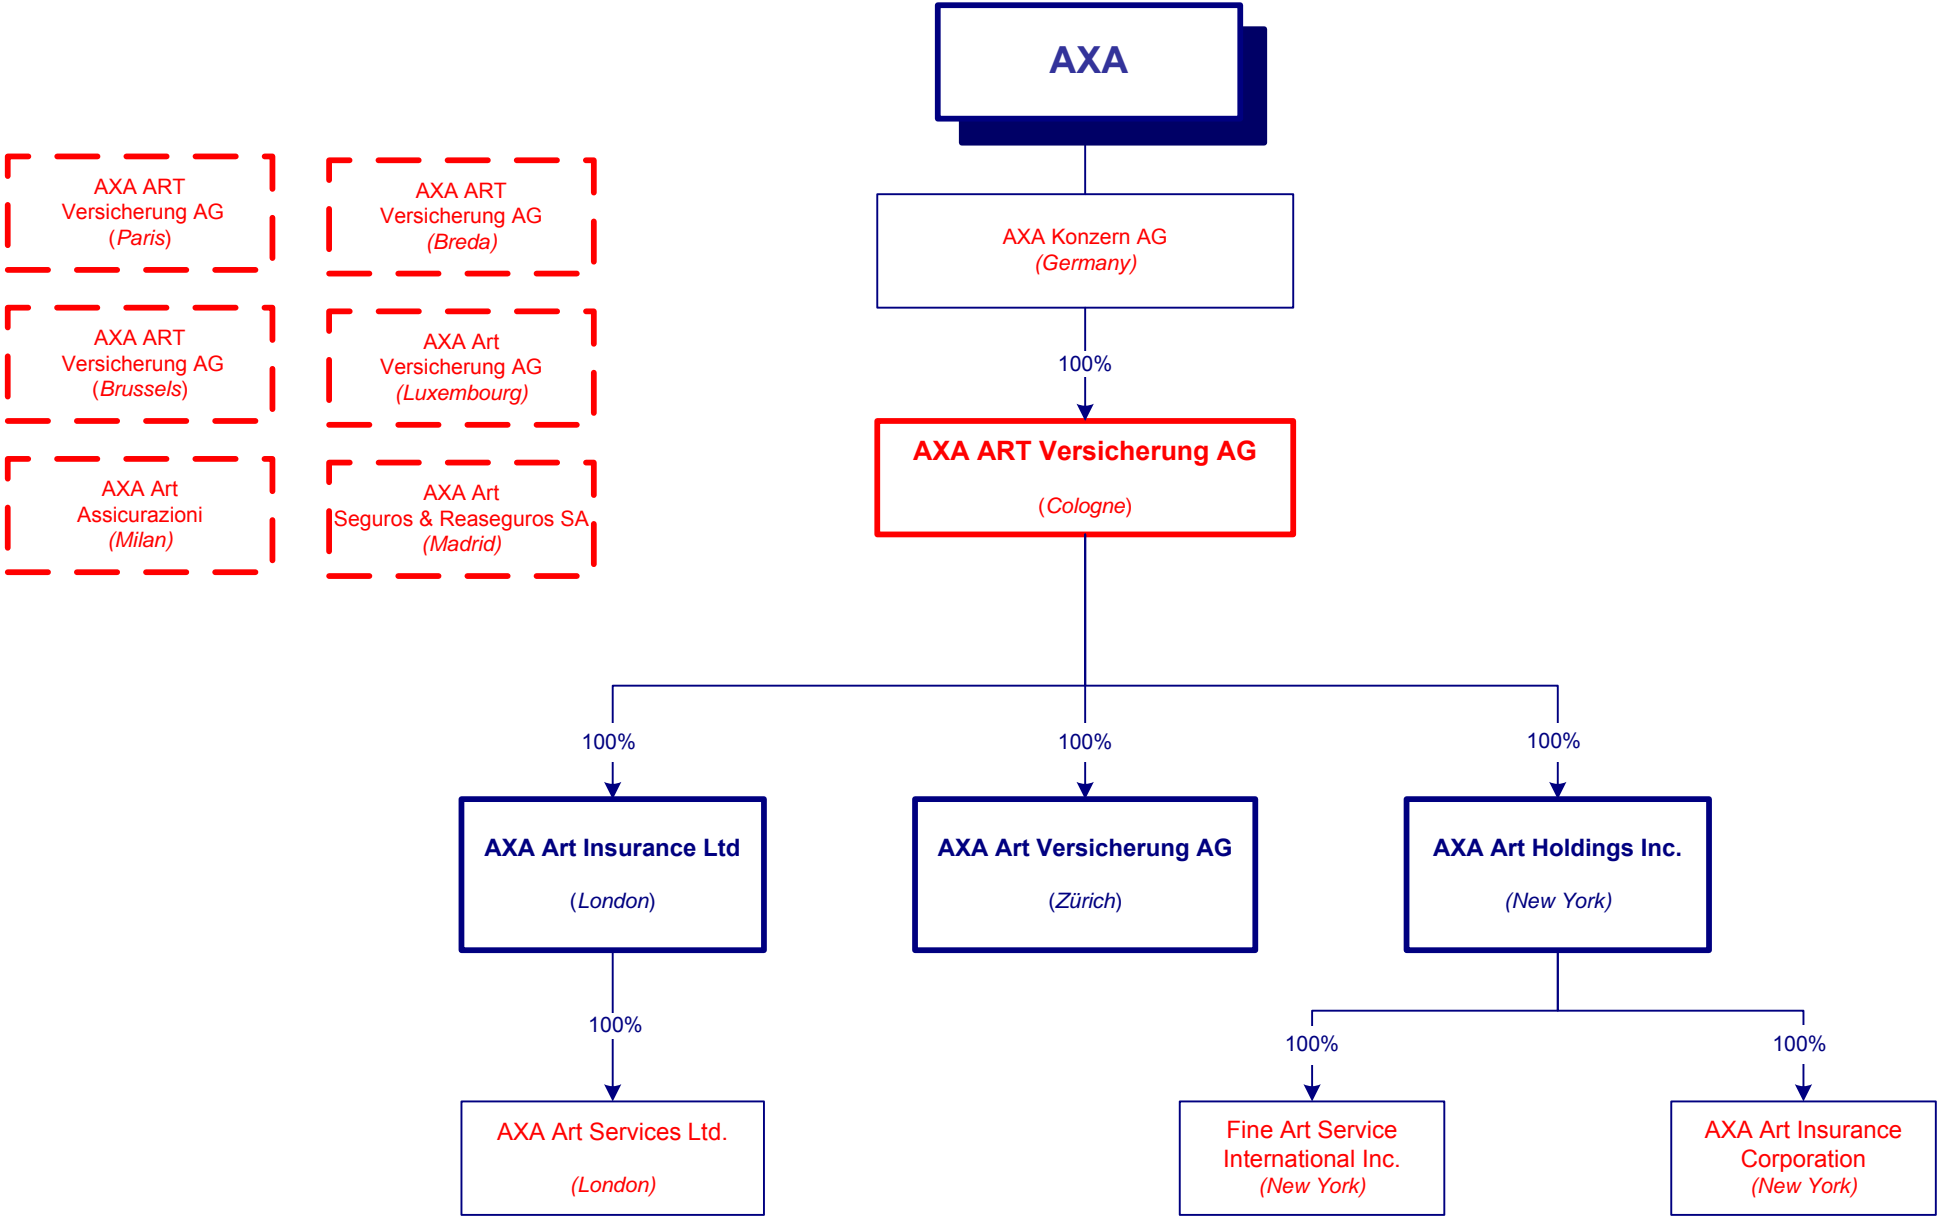 AXA
AXA Konzern AG
(Germany)
100%
AXA ART Versicherung AG
(Cologne)
AXA ART
Versicherung AG
(Paris)
AXA ART
Versicherung AG
(Breda)
AXA ART
Versicherung AG
(Brussels)
AXA Art
Versicherung AG
(Luxembourg)
AXA Art
Assicurazioni
(Milan)
AXA Art
Seguros & Reaseguros SA
(Madrid)
100%
100%
100%
AXA Art Insurance Ltd
(London)
AXA Art Versicherung AG
(Zürich)
AXA Art Holdings Inc.
(New York)
100%
100%
100%
AXA Art Services Ltd.
(London)
Fine Art Service
International Inc.
(New York)
AXA Art Insurance
Corporation
(New York)